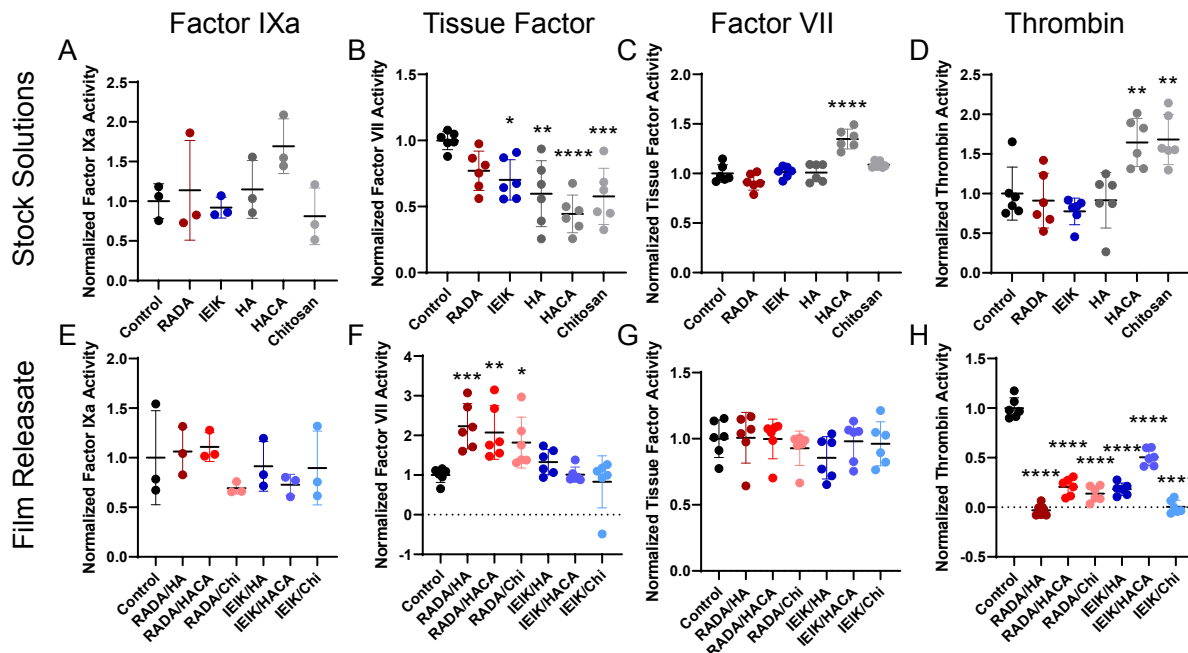 Factor IXa
Tissue Factor
Factor VII
Thrombin
Stock Solutions
A
Normalized Factor IXa Activity
2.5
2.0
1.5
1.0
0.5
0.0
Control
RADA
IEIK
HA
HACA
Chitosan
B
Normalized Factor VII Activity
1.5
1.0
0.5
0.0
*
**
****
***
Control
RADA
IEIK
HA
HACA
Chitosan
C
Normalized Tissue Factor Activity
2.0
1.5
1.0
0.5
0.0
****
Control
RADA
IEIK
HA
HACA
Chitosan
D
Normalized Thrombin Activity
2.5
2.0
1.5
1.0
0.5
0.0
**
**
Control
RADA
IEIK
HA
HACA
Chitosan
Film Releasate
E
Normalized Factor IXa Activity
2.0
1.5
1.0
0.5
0.0
Control
RADA/HA
RADA/HACA
RADA/Chi
IEIK/HA
IEIK/HACA
IEIK/Chi
F
Normalized Factor VII Activity
4
3
2
1
0
-1
***
**
*
Control
RADA/HA
RADA/HACA
RADA/Chi
IEIK/HA
IEIK/HACA
IEIK/Chi
G
Normalized Tissue Factor Activity
1.5
1.0
0.5
0.0
Control
RADA/HA
RADA/HACA
RADA/Chi
IEIK/HA
IEIK/HACA
IEIK/Chi
H
Normalized Thrombin Activity
1.5
1.0
0.5
0.0
-0.5
****
****
****
****
****
****
Control
RADA/HA
RADA/HACA
RADA/Chi
IEIK/HA
IEIK/HACA
IEIK/Chi